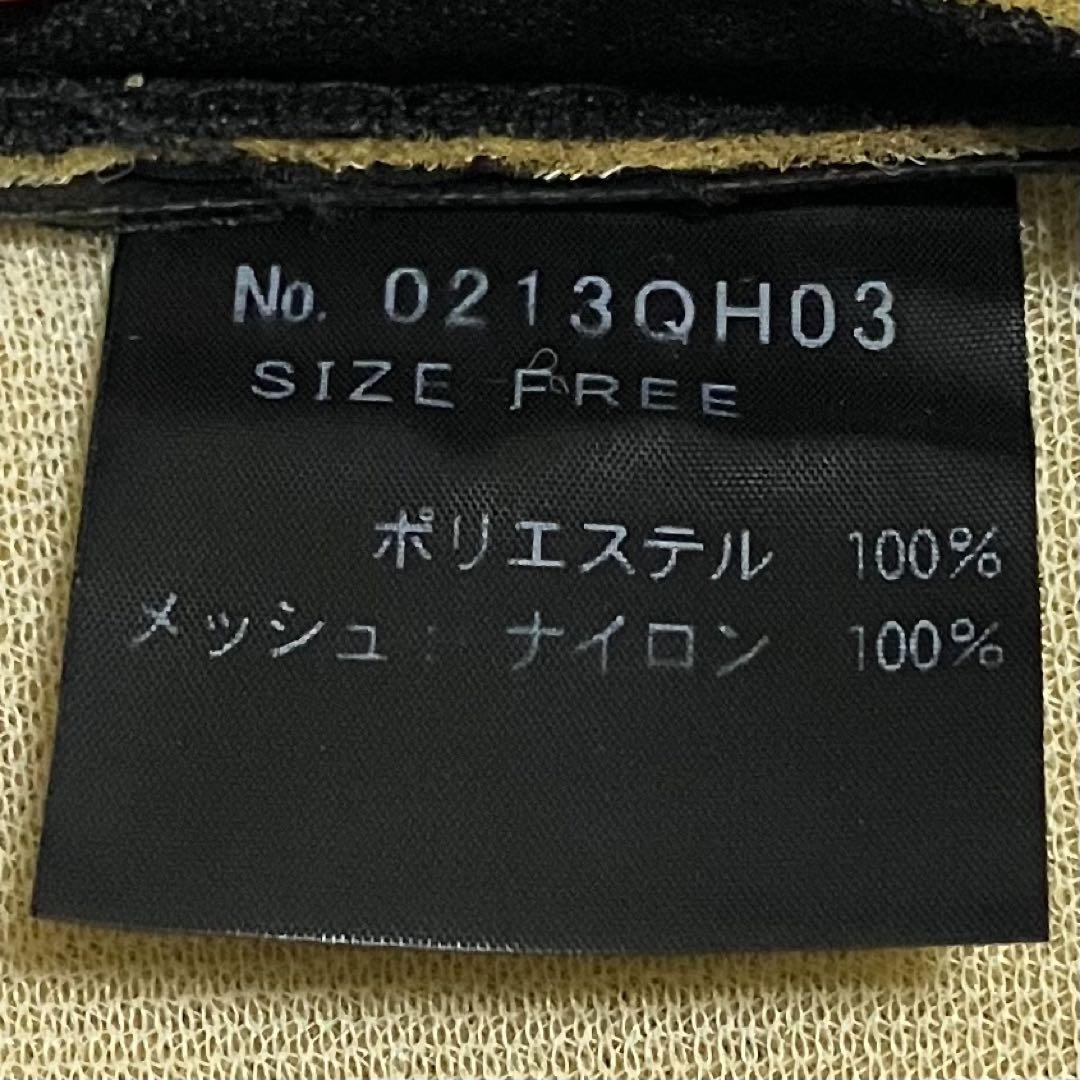 No. 0213QH03
SIZE FREE
ポリエステル 100%
メッシュ: ナイロン 100%